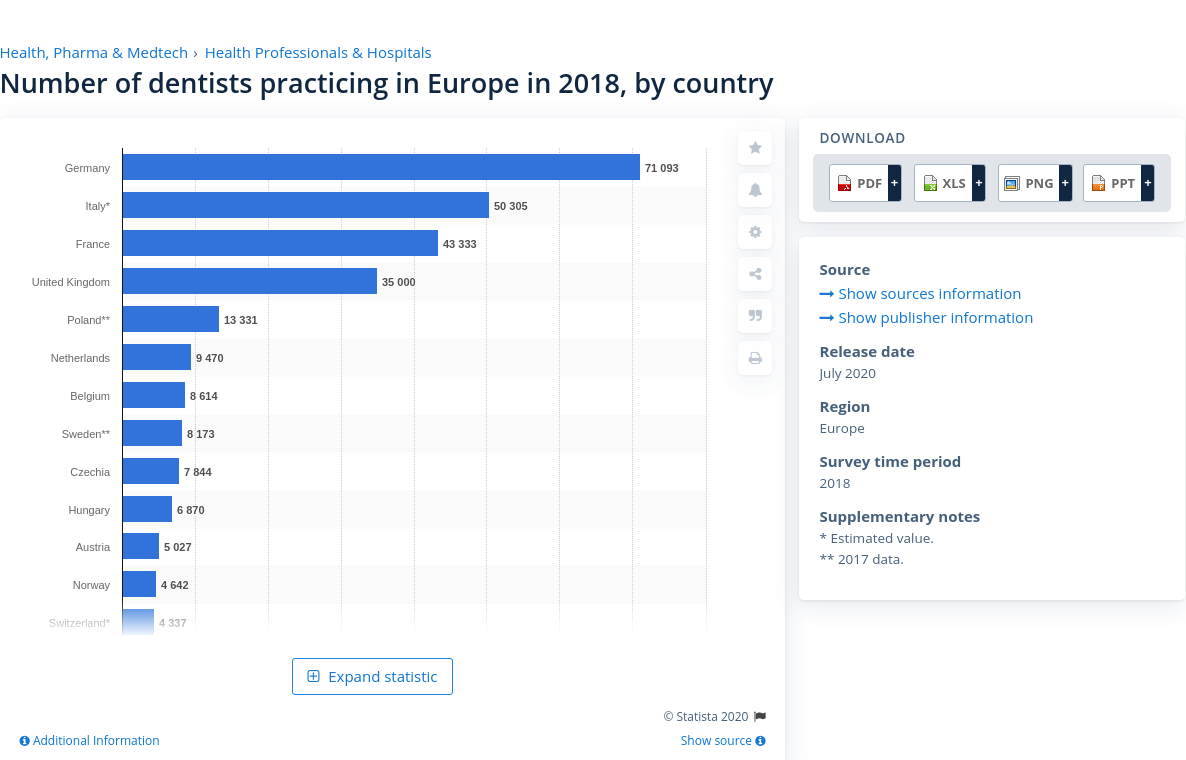 Health, Pharma & Medtech › Health Professionals & Hospitals
Number of dentists practicing in Europe in 2018, by country
Germany 71 093
Italy* 50 305
France 43 333
United Kingdom 35 000
Poland** 13 331
Netherlands 9 470
Belgium 8 614
Sweden** 8 173
Czechia 7 844
Hungary 6 870
Austria 5 027
Norway 4 642
Switzerland* 4 337
Expand statistic
© Statista 2020
Additional Information
Show source
DOWNLOAD
PDF + XLS + PNG + PPT +
Source
Show sources information
Show publisher information
Release date
July 2020
Region
Europe
Survey time period
2018
Supplementary notes
* Estimated value.
** 2017 data.